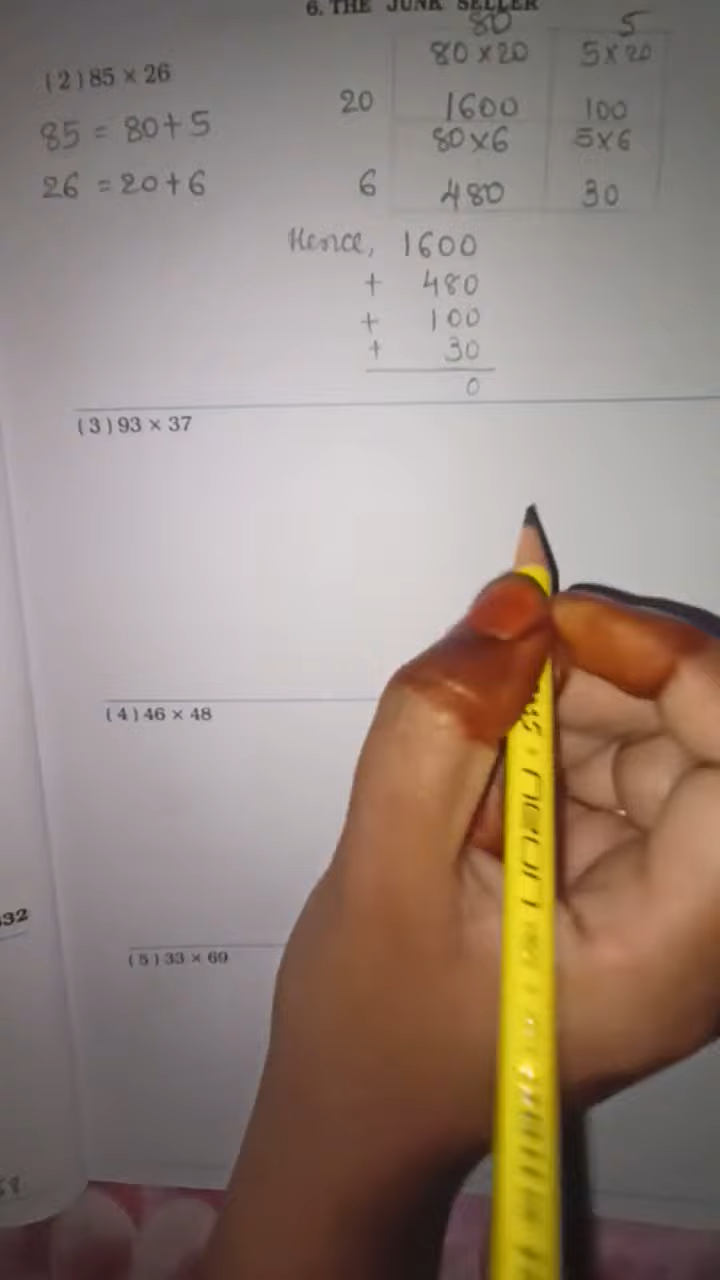 6. THE JUNK SELLER
(2) 85 × 26
85 = 80 + 5
26 = 20 + 6
80 5
80 × 20 5 × 20
20 1600 100
80 × 6 5 × 6
6 480 30
Hence, 1600
+ 480
+ 100
+ 30
0
(3) 93 × 37
(4) 46 × 48
(5) 33 × 69
32